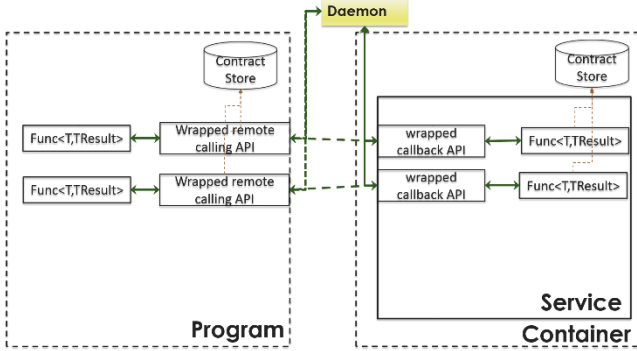 Daemon
Contract
Store
Func<T,TResult>
Wrapped remote
calling API
Func<T,TResult>
Wrapped remote
calling API
Program
Contract
Store
wrapped
callback API
Func<T,TResult>
wrapped
callback API
Func<T,TResult>
Service
Container